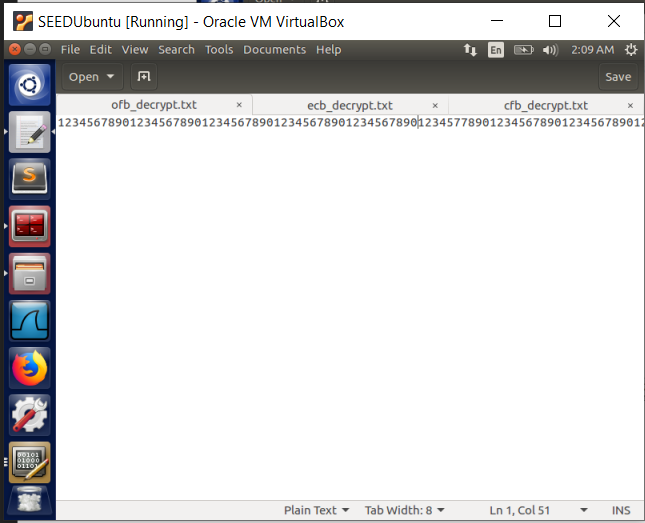 SEEDUbuntu [Running] - Oracle VM VirtualBox
File Edit View Search Tools Documents Help En 2:09 AM
Open Save
ofb_decrypt.txt × ecb_decrypt.txt × cfb_decrypt.txt ×
1234567890123456789012345678901234567890123456789012345778901234567890123456789012
Plain Text Tab Width: 8 Ln 1, Col 51 INS